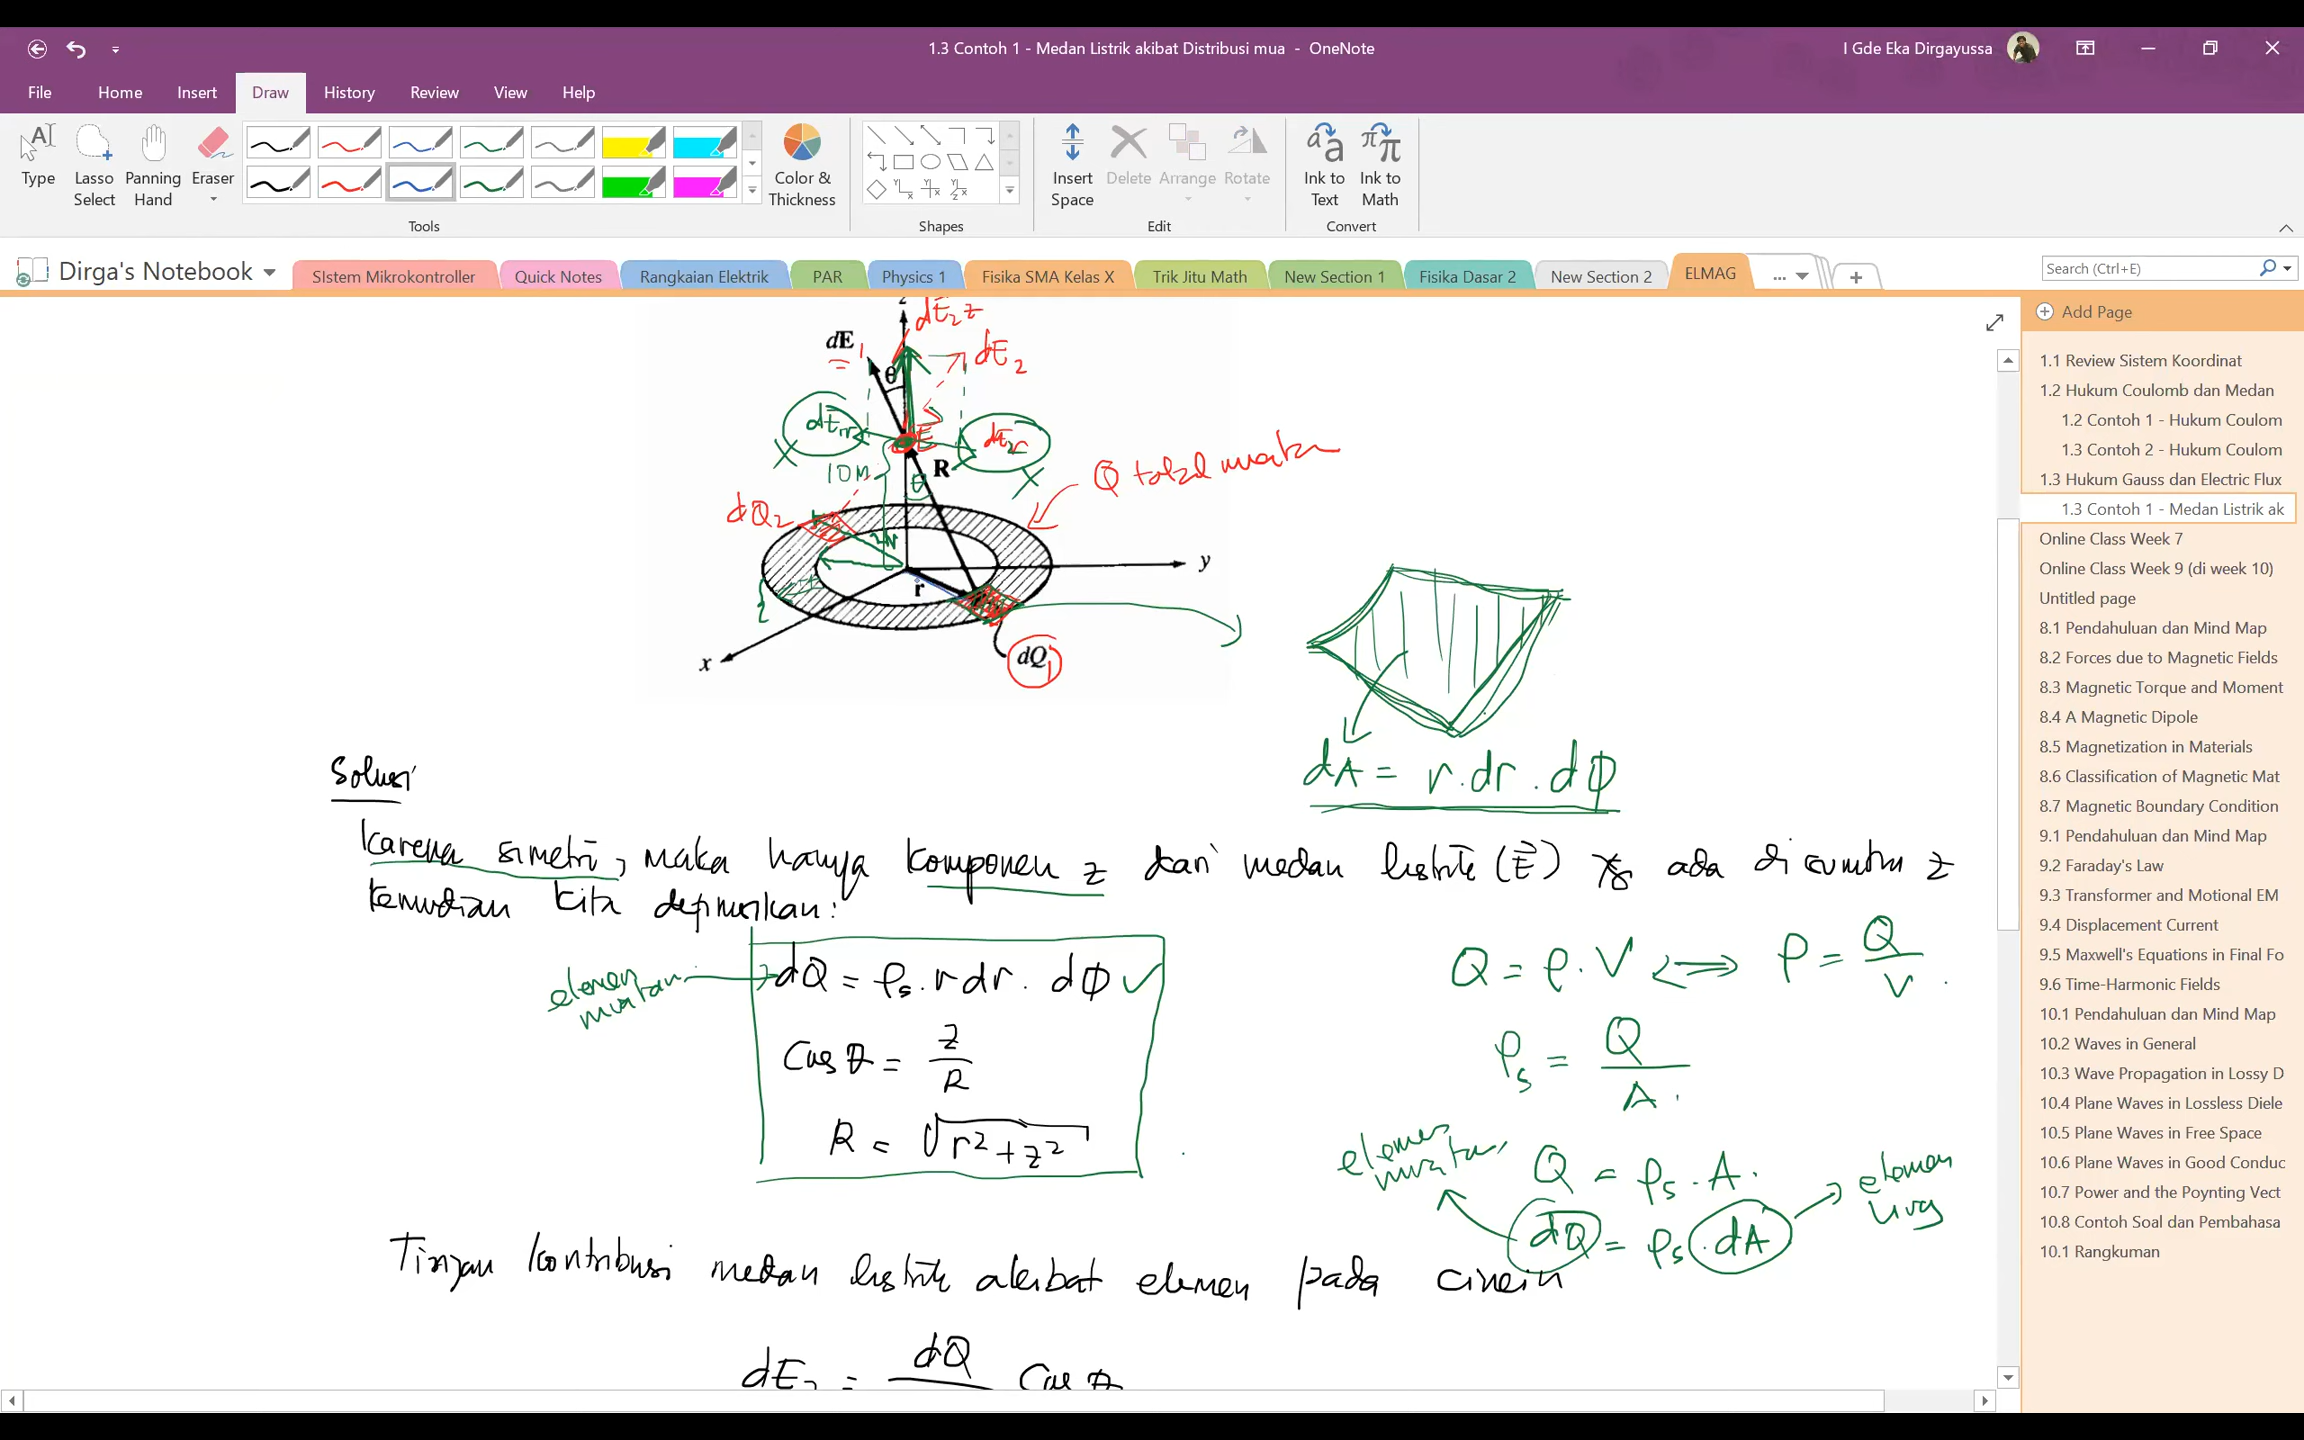 1.3 Contoh 1 - Medan Listrik akibat Distribusi mua - OneNote
I Gde Eka Dirgayussa
File Home Insert Draw History Review View Help
Type
Lasso Select
Panning Hand
Eraser
Color & Thickness
Insert Space
Delete
Arrange
Rotate
Ink to Text
Ink to Math
Tools
Shapes
Edit
Convert
Dirga's Notebook
SIstem Mikrokontroller
Quick Notes
Rangkaian Elektrik
PAR
Physics 1
Fisika SMA Kelas X
Trik Jitu Math
New Section 1
Fisika Dasar 2
New Section 2
ELMAG
...
Search (Ctrl+E)
z
dE₂z
dE 1
dE₂
θ
dE₁r
E
dE₂r
10m
R
θ
Q total muatan
dQ₂
y
r
x
dQ₁
dA = r.dr.dϕ
Solusi
karena simetri, maka hanya komponen z dari medan listrik (E⃗) yg ada di sumbu z
kemudian kita definisikan:
elemen muatan
dQ = ρs.rdr. dϕ ✓
Cos θ = z/R
R = √r²+z²
Q = ρ.V ⟺ ρ = Q/V
ρs = Q/A
elemen muatan
Q = ρs.A
dQ = ρs.dA
elemen luas
Tinjau kontribusi medan listrik akibat elemen pada cincin
Add Page
1.1 Review Sistem Koordinat
1.2 Hukum Coulomb dan Medan
1.2 Contoh 1 - Hukum Coulom
1.3 Contoh 2 - Hukum Coulom
1.3 Hukum Gauss dan Electric Flux
1.3 Contoh 1 - Medan Listrik ak
Online Class Week 7
Online Class Week 9 (di week 10)
Untitled page
8.1 Pendahuluan dan Mind Map
8.2 Forces due to Magnetic Fields
8.3 Magnetic Torque and Moment
8.4 A Magnetic Dipole
8.5 Magnetization in Materials
8.6 Classification of Magnetic Mat
8.7 Magnetic Boundary Condition
9.1 Pendahuluan dan Mind Map
9.2 Faraday's Law
9.3 Transformer and Motional EM
9.4 Displacement Current
9.5 Maxwell's Equations in Final Fo
9.6 Time-Harmonic Fields
10.1 Pendahuluan dan Mind Map
10.2 Waves in General
10.3 Wave Propagation in Lossy D
10.4 Plane Waves in Lossless Diele
10.5 Plane Waves in Free Space
10.6 Plane Waves in Good Conduc
10.7 Power and the Poynting Vect
10.8 Contoh Soal dan Pembahasa
10.1 Rangkuman